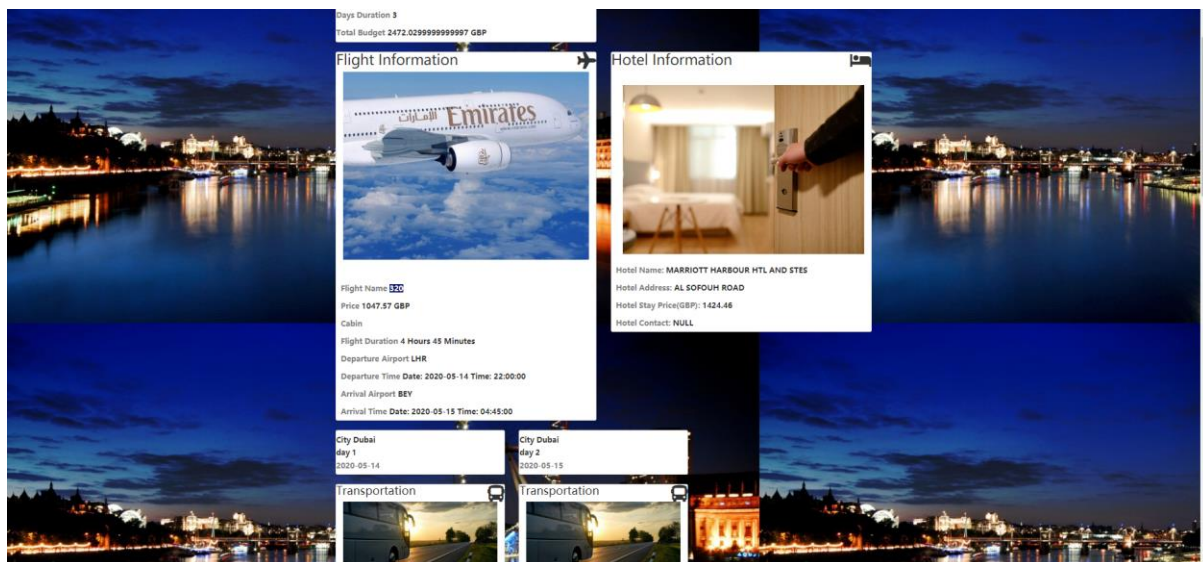 Days Duration 3
Total Budget 2472.0299999999997 GBP
Flight Information
الإمارات Emirates
Flight Name 320
Price 1047.57 GBP
Cabin
Flight Duration 4 Hours 45 Minutes
Departure Airport LHR
Departure Time Date: 2020-05-14 Time: 22:00:00
Arrival Airport BEY
Arrival Time Date: 2020-05-15 Time: 04:45:00
Hotel Information
Hotel Name: MARRIOTT HARBOUR HTL AND STES
Hotel Address: AL SOFOUH ROAD
Hotel Stay Price(GBP): 1424.46
Hotel Contact: NULL
City Dubai
day 1
2020-05-14
Transportation
City Dubai
day 2
2020-05-15
Transportation